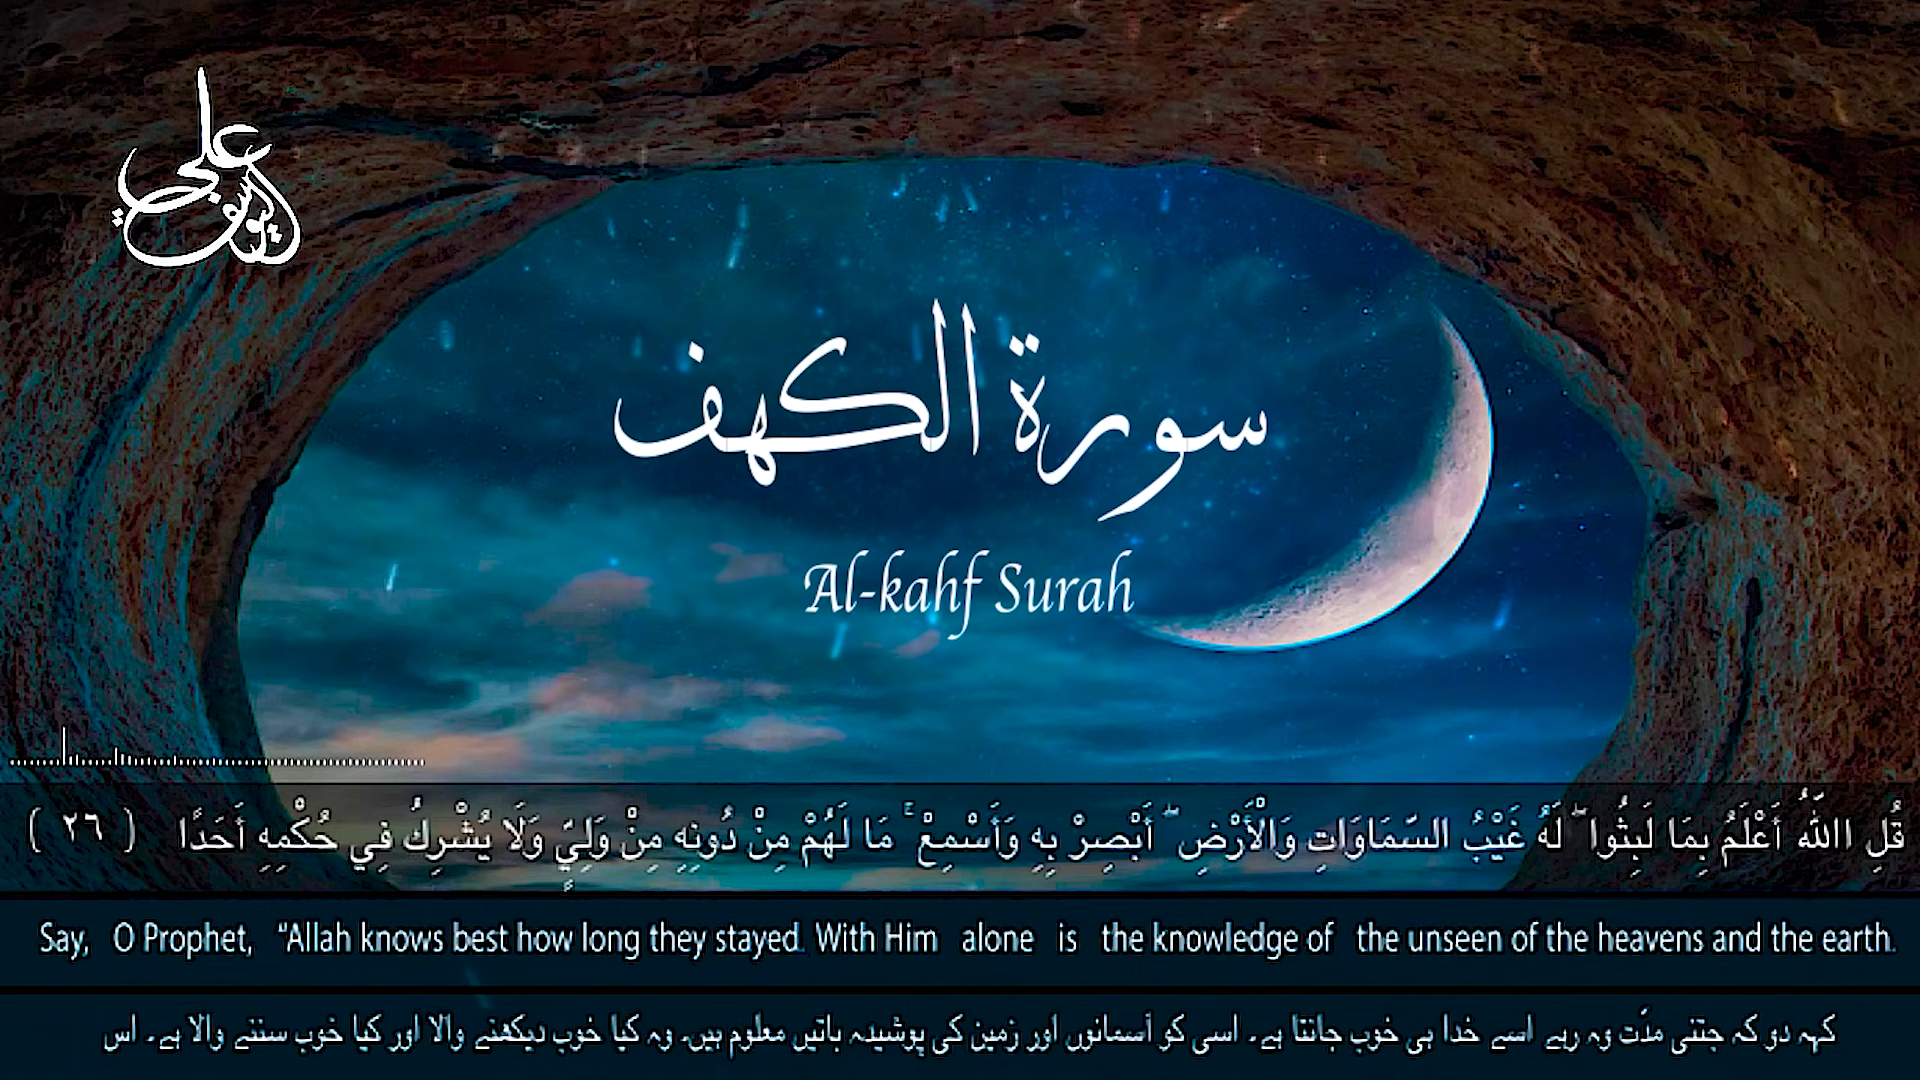 علي اليوسف
سورة الكهف
Al-kahf Surah
قُلِ اللَّهُ أَعْلَمُ بِمَا لَبِثُوا ۖ لَهُ غَيْبُ السَّمَاوَاتِ وَالْأَرْضِ ۖ أَبْصِرْ بِهِ وَأَسْمِعْ ۚ مَا لَهُمْ مِنْ دُونِهِ مِنْ وَلِيٍّ وَلَا يُشْرِكُ فِي حُكْمِهِ أَحَدًا ( ٢٦ )
Say, O Prophet, “Allah knows best how long they stayed. With Him alone is the knowledge of the unseen of the heavens and the earth.
کہہ دو کہ جتنی مدّت وہ رہے اسے خدا ہی خوب جانتا ہے۔ اسی کو آسمانوں اور زمین کی پوشیدہ باتیں معلوم ہیں۔ وہ کیا خوب دیکھنے والا اور کیا خوب سننے والا ہے۔ اس